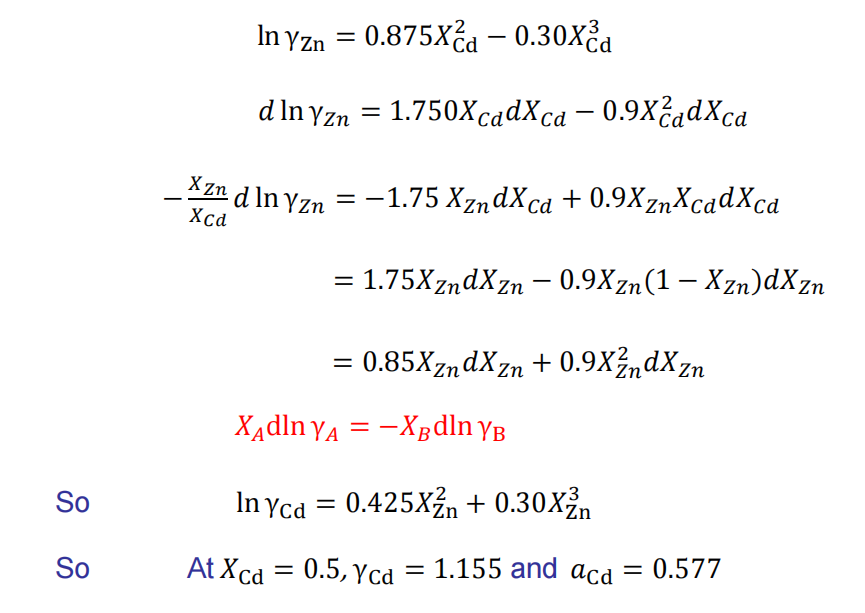 ln γ_Zn = 0.875X_Cd^2 − 0.30X_Cd^3
d ln γ_Zn = 1.750X_Cd dX_Cd − 0.9X_Cd^2 dX_Cd
−\frac{X_Zn}{X_Cd} d ln γ_Zn = −1.75 X_Zn dX_Cd + 0.9X_Zn X_Cd dX_Cd
= 1.75X_Zn dX_Zn − 0.9X_Zn(1 − X_Zn)dX_Zn
= 0.85X_Zn dX_Zn + 0.9X_Zn^2 dX_Zn
X_A dln γ_A = −X_B dln γ_B
So ln γ_Cd = 0.425X_Zn^2 + 0.30X_Zn^3
So At X_Cd = 0.5, γ_Cd = 1.155 and a_Cd = 0.577